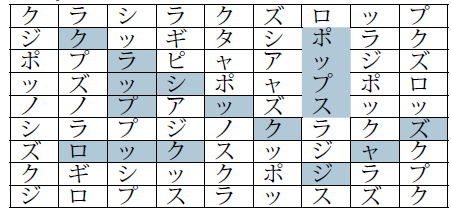 ク ラ シ ラ ク ズ ロ ッ プ
ジ ク ッ ギ タ シ ポ ラ ク
ポ プ ラ ピ ャ ア ッ ジ ズ
ッ ズ ッ シ ポ ャ プ ポ ロ
ノ ノ プ ア ッ ズ ス ッ ッ
シ ラ プ ジ ノ ク ラ ク ズ
ズ ロ ッ ク ス ッ ジ ャ ク
ク ギ シ ッ ク ポ ジ ラ プ
ジ ロ プ ス ラ ッ ス ズ ク